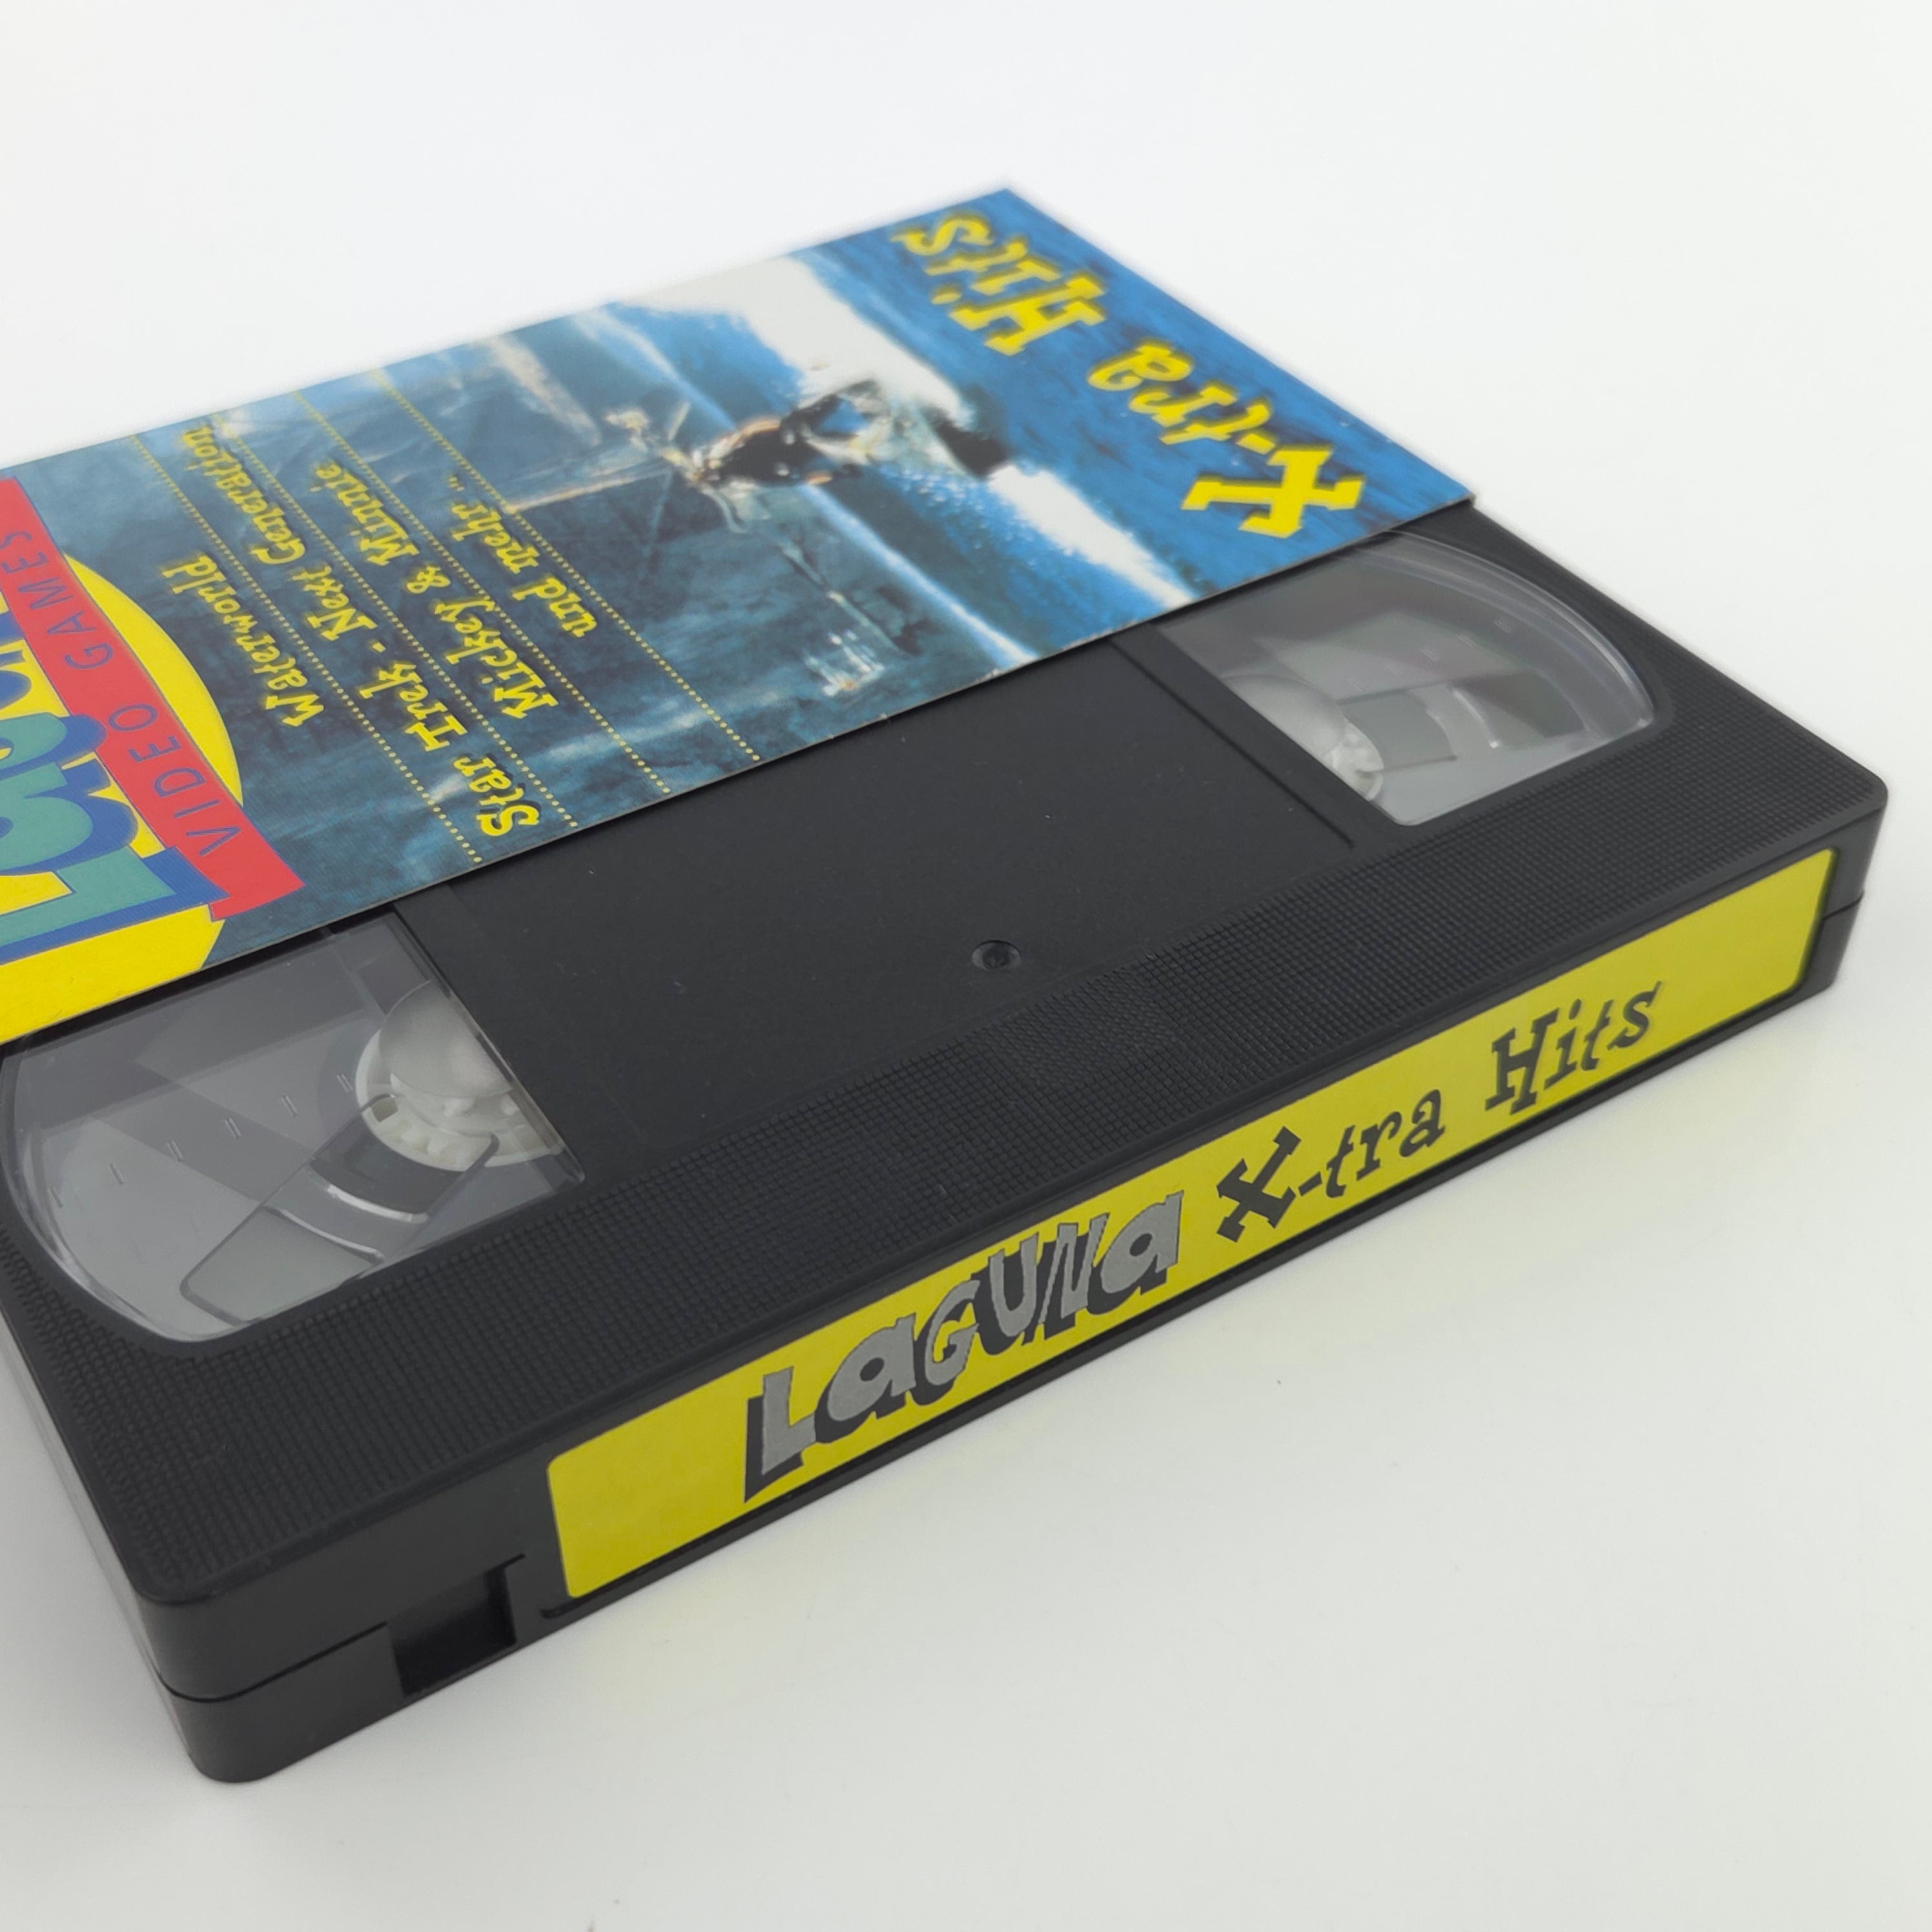 X-tra Hits
Waterworld
Star Trek - Next Generation
Mickey & Minnie
und mehr...
VIDEO GAMES
LaGUNa X-tra Hits